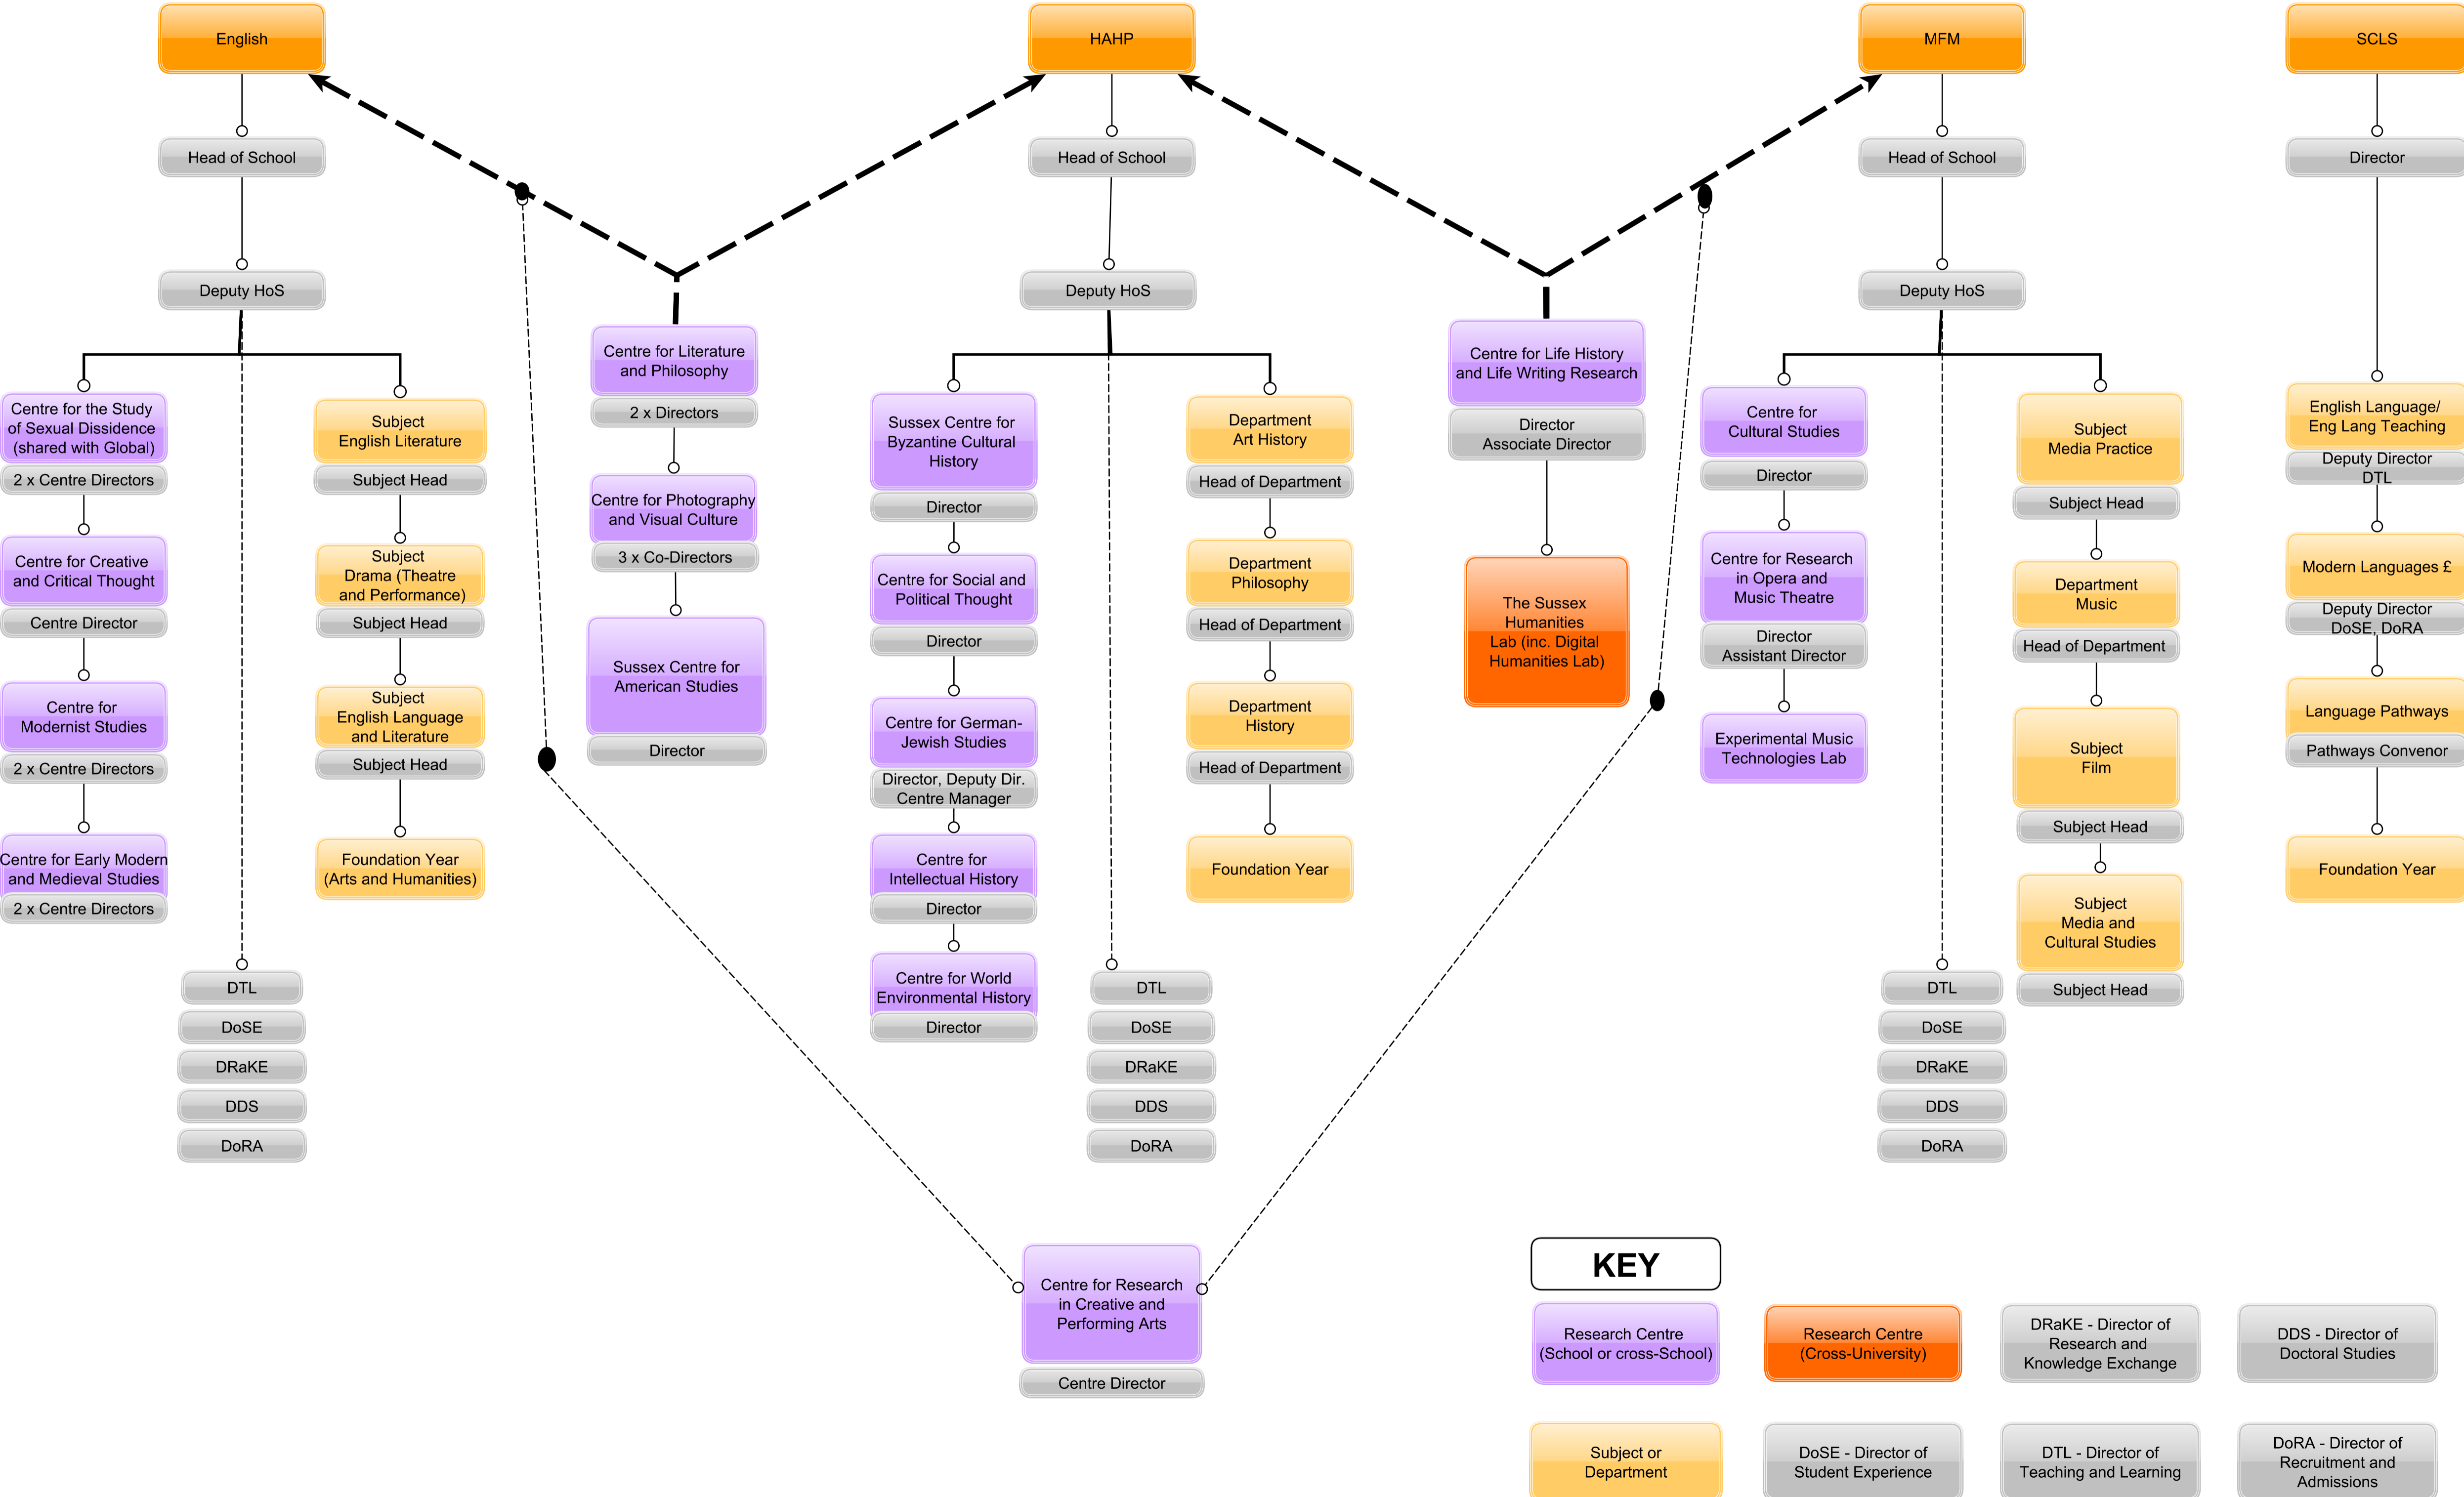 English
HAHP
MFM
SCLS
Head of School
Head of School
Head of School
Director
Deputy HoS
Deputy HoS
Deputy HoS
Centre for the Study
of Sexual Dissidence
(shared with Global)
2 x Centre Directors
Centre for Creative
and Critical Thought
Centre Director
Centre for
Modernist Studies
2 x Centre Directors
Centre for Early Modern
and Medieval Studies
2 x Centre Directors
Subject
English Literature
Subject Head
Subject
Drama (Theatre
and Performance)
Subject Head
Subject
English Language
and Literature
Subject Head
Foundation Year
(Arts and Humanities)
DTL
DoSE
DRaKE
DDS
DoRA
Centre for Literature
and Philosophy
2 x Directors
Centre for Photography
and Visual Culture
3 x Co-Directors
Sussex Centre for
American Studies
Director
Sussex Centre for
Byzantine Cultural
History
Director
Centre for Social and
Political Thought
Director
Centre for German-
Jewish Studies
Director, Deputy Dir.
Centre Manager
Centre for
Intellectual History
Director
Centre for World
Environmental History
Director
Department
Art History
Head of Department
Department
Philosophy
Head of Department
Department
History
Head of Department
Foundation Year
DTL
DoSE
DRaKE
DDS
DoRA
Centre for Life History
and Life Writing Research
Director
Associate Director
The Sussex
Humanities
Lab (inc. Digital
Humanities Lab)
Centre for
Cultural Studies
Director
Centre for Research
in Opera and
Music Theatre
Director
Assistant Director
Experimental Music
Technologies Lab
Subject
Media Practice
Subject Head
Department
Music
Head of Department
Subject
Film
Subject Head
Subject
Media and
Cultural Studies
Subject Head
DTL
DoSE
DRaKE
DDS
DoRA
English Language/
Eng Lang Teaching
Deputy Director
DTL
Modern Languages £
Deputy Director
DoSE, DoRA
Language Pathways
Pathways Convenor
Foundation Year
Centre for Research
in Creative and
Performing Arts
Centre Director
KEY
Research Centre
(School or cross-School)
Research Centre
(Cross-University)
DRaKE - Director of
Research and
Knowledge Exchange
DDS - Director of
Doctoral Studies
Subject or
Department
DoSE - Director of
Student Experience
DTL - Director of
Teaching and Learning
DoRA - Director of
Recruitment and
Admissions